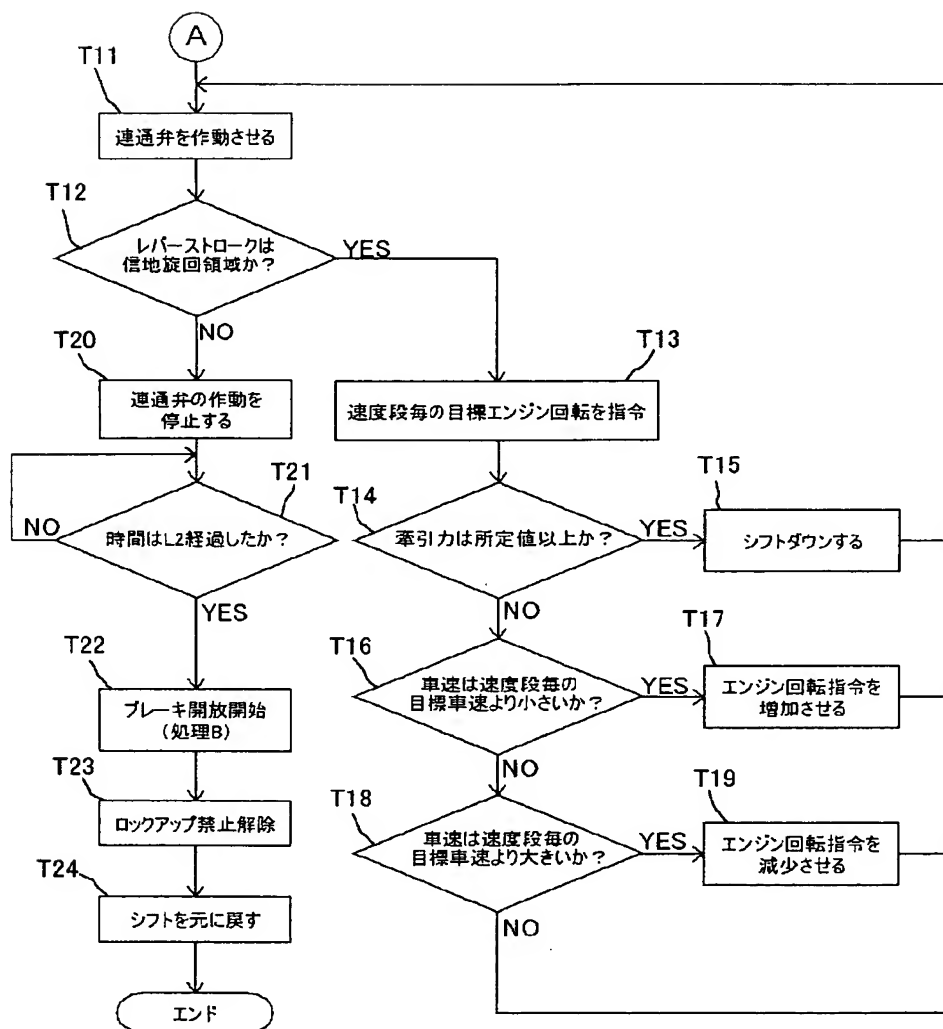 A
T11
連通弁を作動させる
T12
レバーストロークは
信地旋回領域か?
YES
NO
T20
連通弁の作動を
停止する
T21
時間はL2経過したか?
NO
YES
T22
ブレーキ開放開始
(処理B)
T23
ロックアップ禁止解除
T24
シフトを元に戻す
エンド
T13
速度段毎の目標エンジン回転を指令
T14
牽引力は所定値以上か?
YES
NO
T15
シフトダウンする
T16
車速は速度段毎の
目標車速より小さいか?
YES
NO
T17
エンジン回転指令を
増加させる
T18
車速は速度段毎の
目標車速より大きいか?
YES
NO
T19
エンジン回転指令を
減少させる